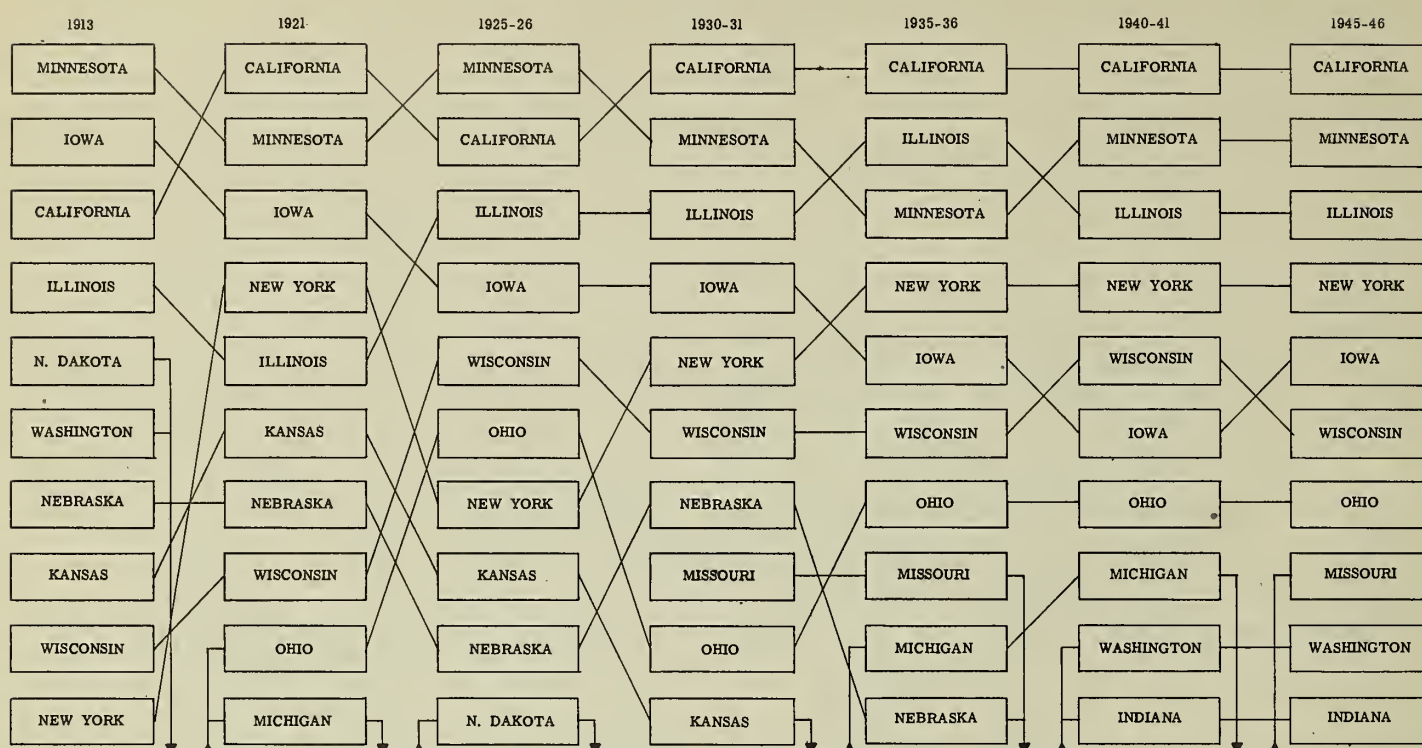 1913 1921 1925-26 1930-31 1935-36 1940-41 1945-46
MINNESOTA CALIFORNIA MINNESOTA CALIFORNIA CALIFORNIA CALIFORNIA CALIFORNIA
IOWA MINNESOTA CALIFORNIA MINNESOTA ILLINOIS MINNESOTA MINNESOTA
CALIFORNIA IOWA ILLINOIS ILLINOIS MINNESOTA ILLINOIS ILLINOIS
ILLINOIS NEW YORK IOWA IOWA NEW YORK NEW YORK NEW YORK
N. DAKOTA ILLINOIS WISCONSIN NEW YORK IOWA WISCONSIN IOWA
WASHINGTON KANSAS OHIO WISCONSIN WISCONSIN IOWA WISCONSIN
NEBRASKA NEBRASKA NEW YORK NEBRASKA OHIO OHIO OHIO
KANSAS WISCONSIN KANSAS MISSOURI MISSOURI MICHIGAN MISSOURI
WISCONSIN OHIO NEBRASKA OHIO MICHIGAN WASHINGTON WASHINGTON
NEW YORK MICHIGAN N. DAKOTA KANSAS NEBRASKA INDIANA INDIANA